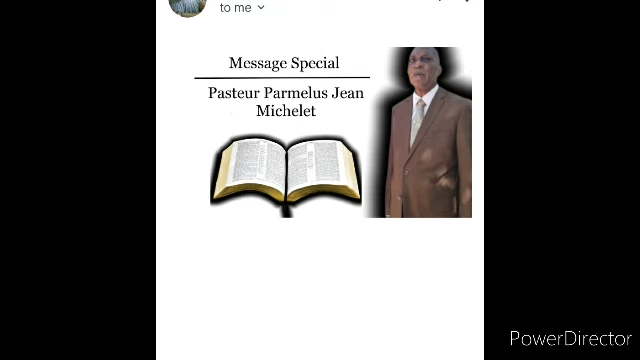 to me
Message Special
Pasteur Parmelus Jean
Michelet
PowerDirector